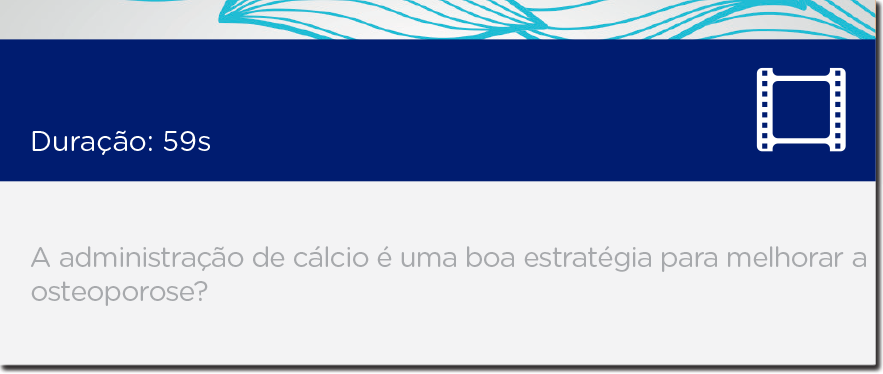 Duração: 59s
A administração de cálcio é uma boa estratégia para melhorar a
osteoporose?